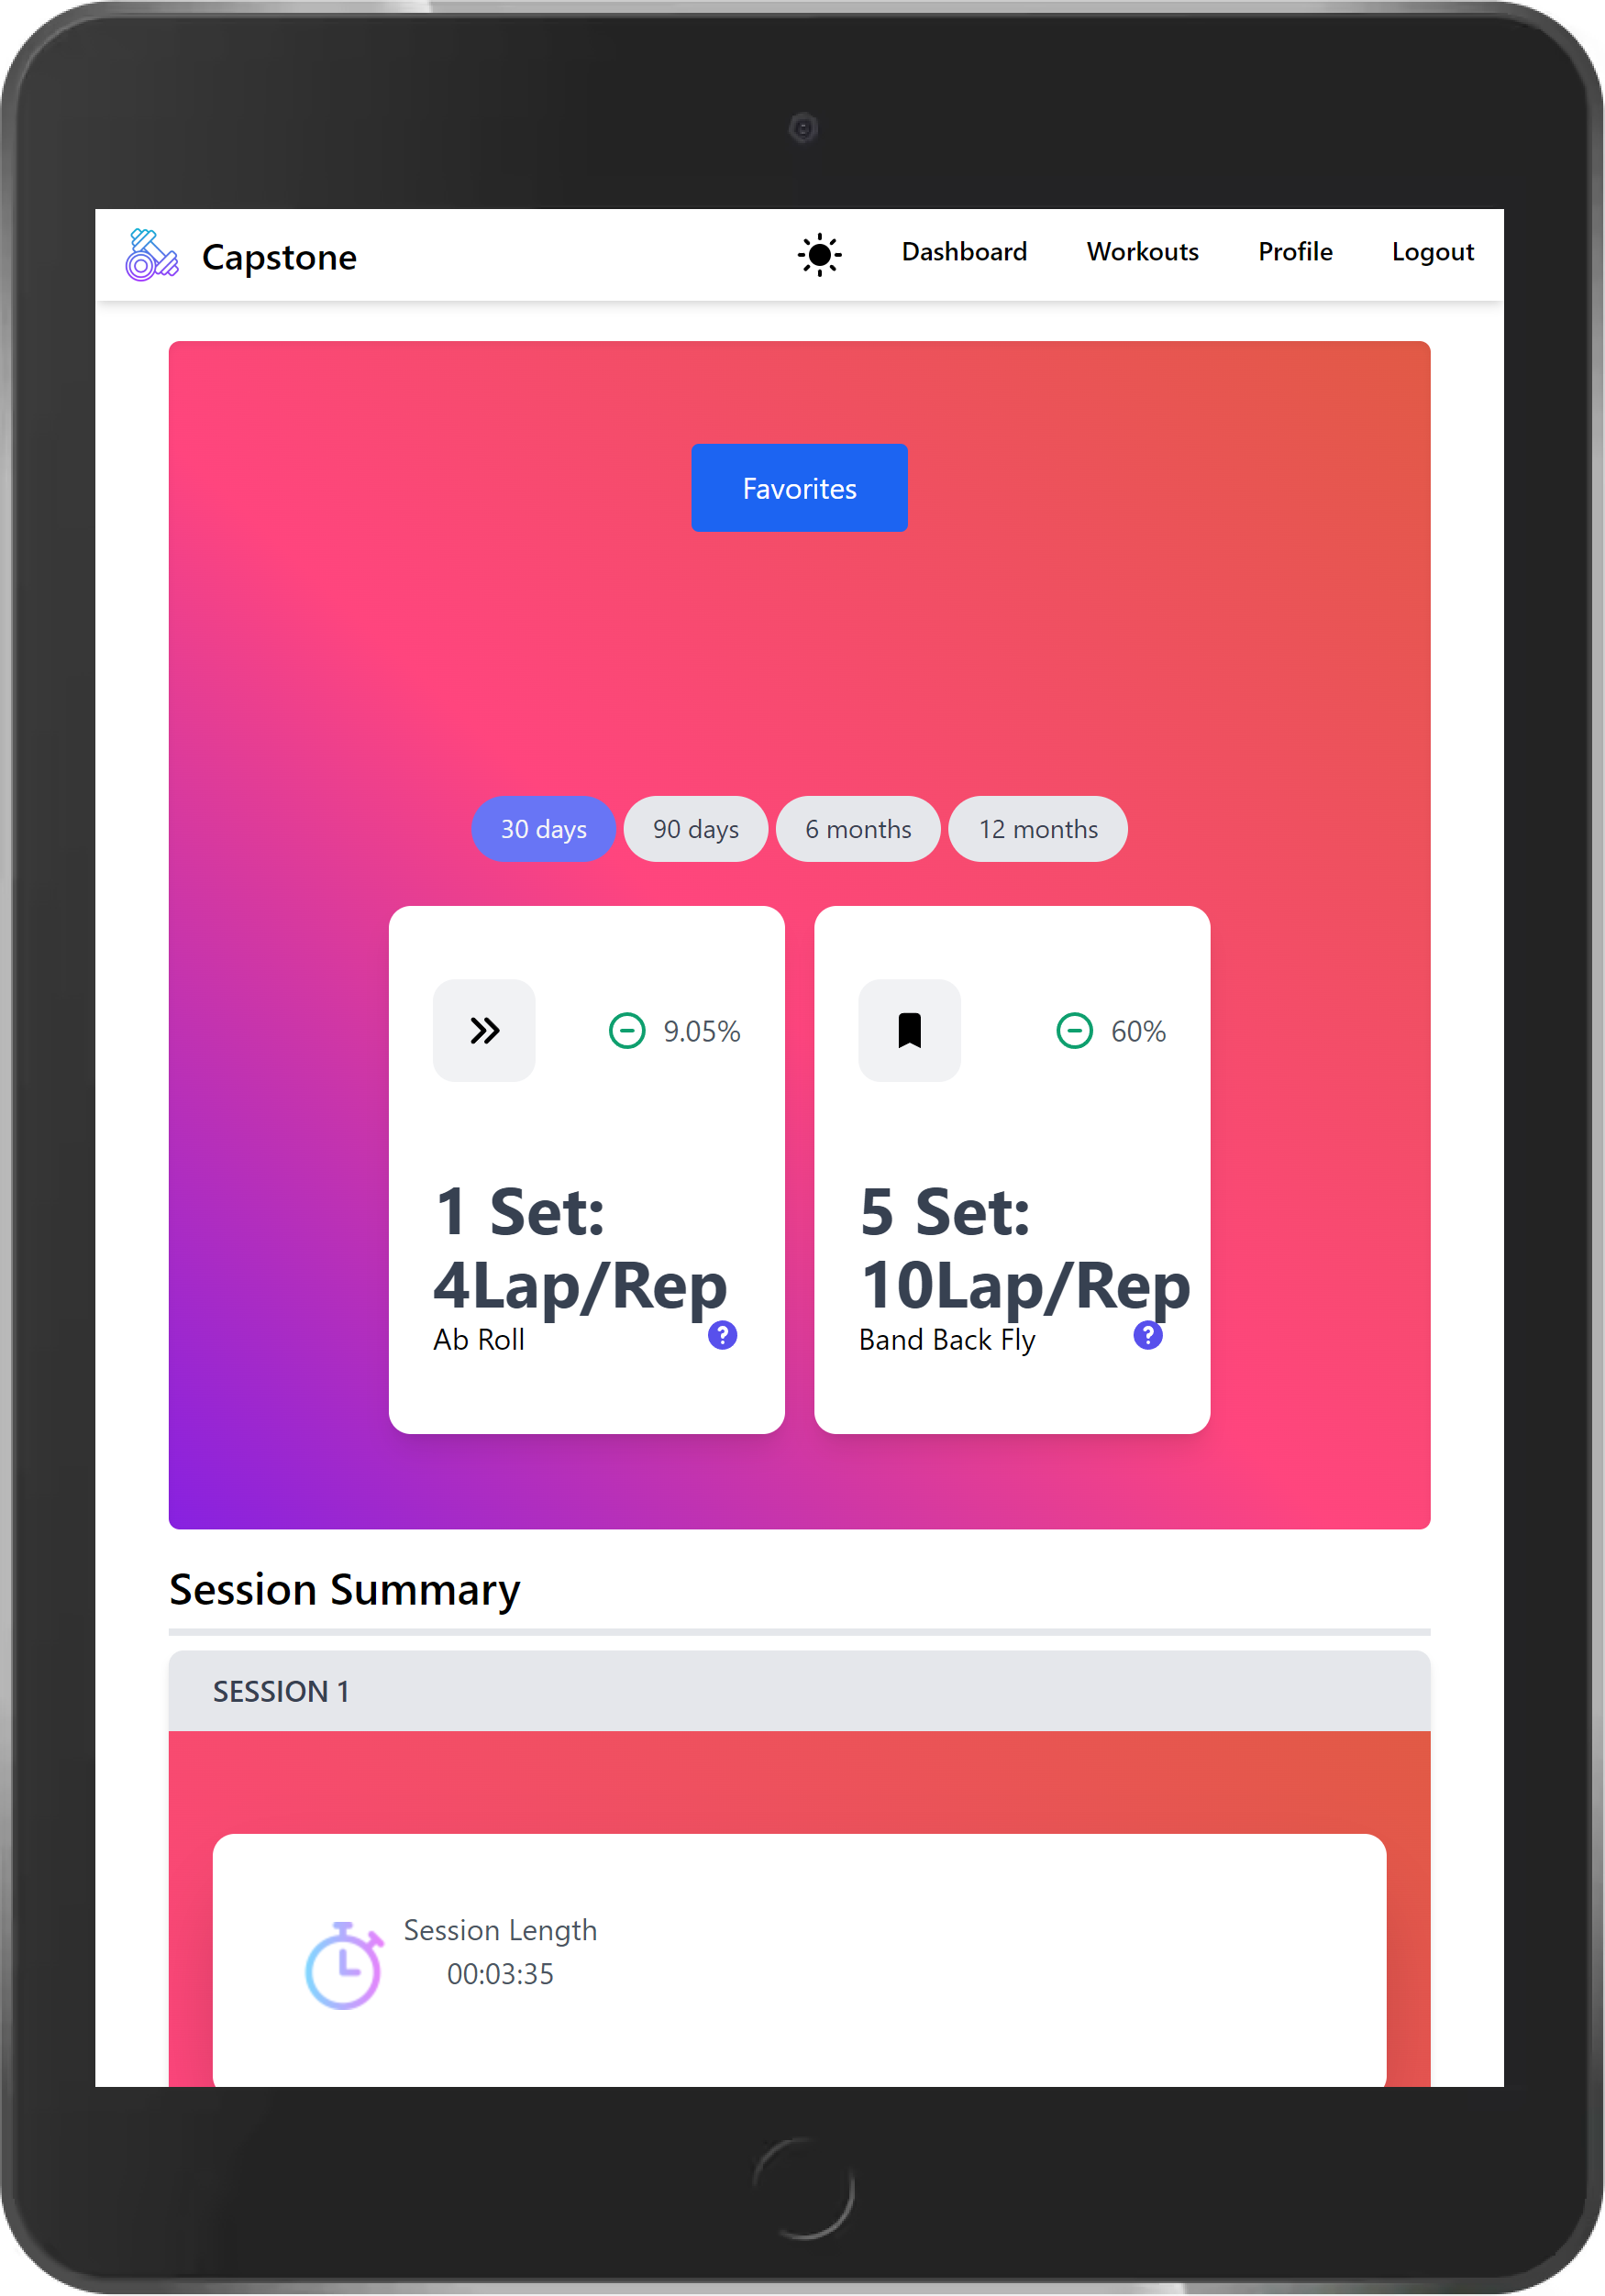 Capstone
Dashboard
Workouts
Profile
Logout
Favorites
30 days
90 days
6 months
12 months
9.05%
1 Set:
4Lap/Rep
Ab Roll
?
60%
5 Set:
10Lap/Rep
Band Back Fly
?
Session Summary
SESSION 1
Session Length
00:03:35